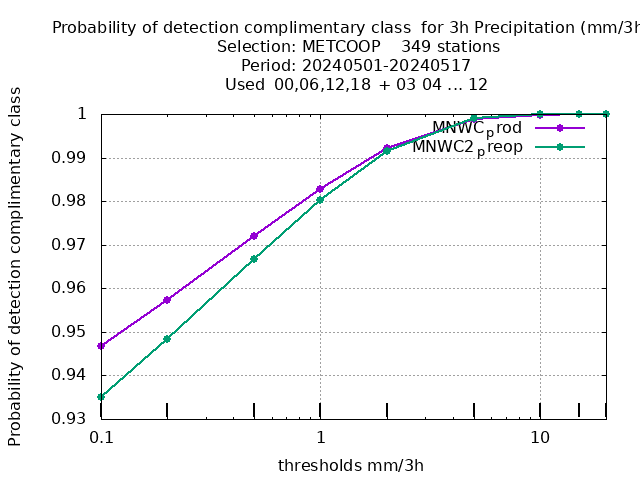 Probability of detection complimentary class for 3h Precipitation (mm/3h
Selection: METCOOP 349 stations
Period: 20240501-20240517
Used 00,06,12,18 + 03 04 ... 12
Probability of detection complimentary class
1
0.99
0.98
0.97
0.96
0.95
0.94
0.93
MNWCprod
MNWC2preop
0.1 1 10
thresholds mm/3h